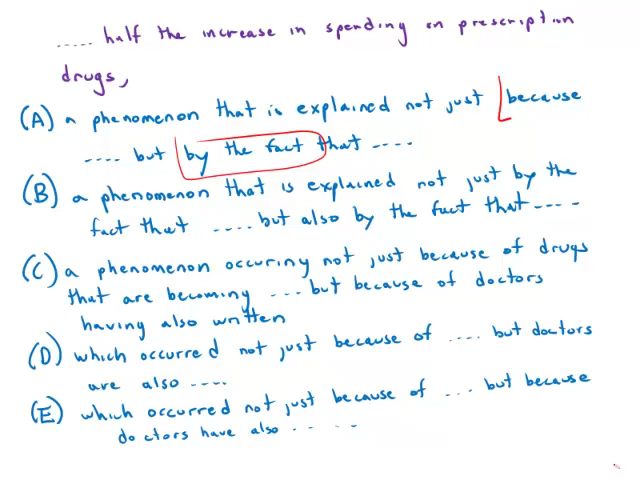 ..... half the increase in spending on prescription
drugs,
(A) a phenomenon that is explained not just because
.... but by the fact that ....
(B) a phenomenon that is explained not just by the
fact that .... but also by the fact that ....
(C) a phenomenon occuring not just because of drugs
that are becoming ... but because of doctors
having also written
(D) which occurred not just because of .... but doctors
are also ....
(E) which occurred not just because of ... but because
doctors have also ....